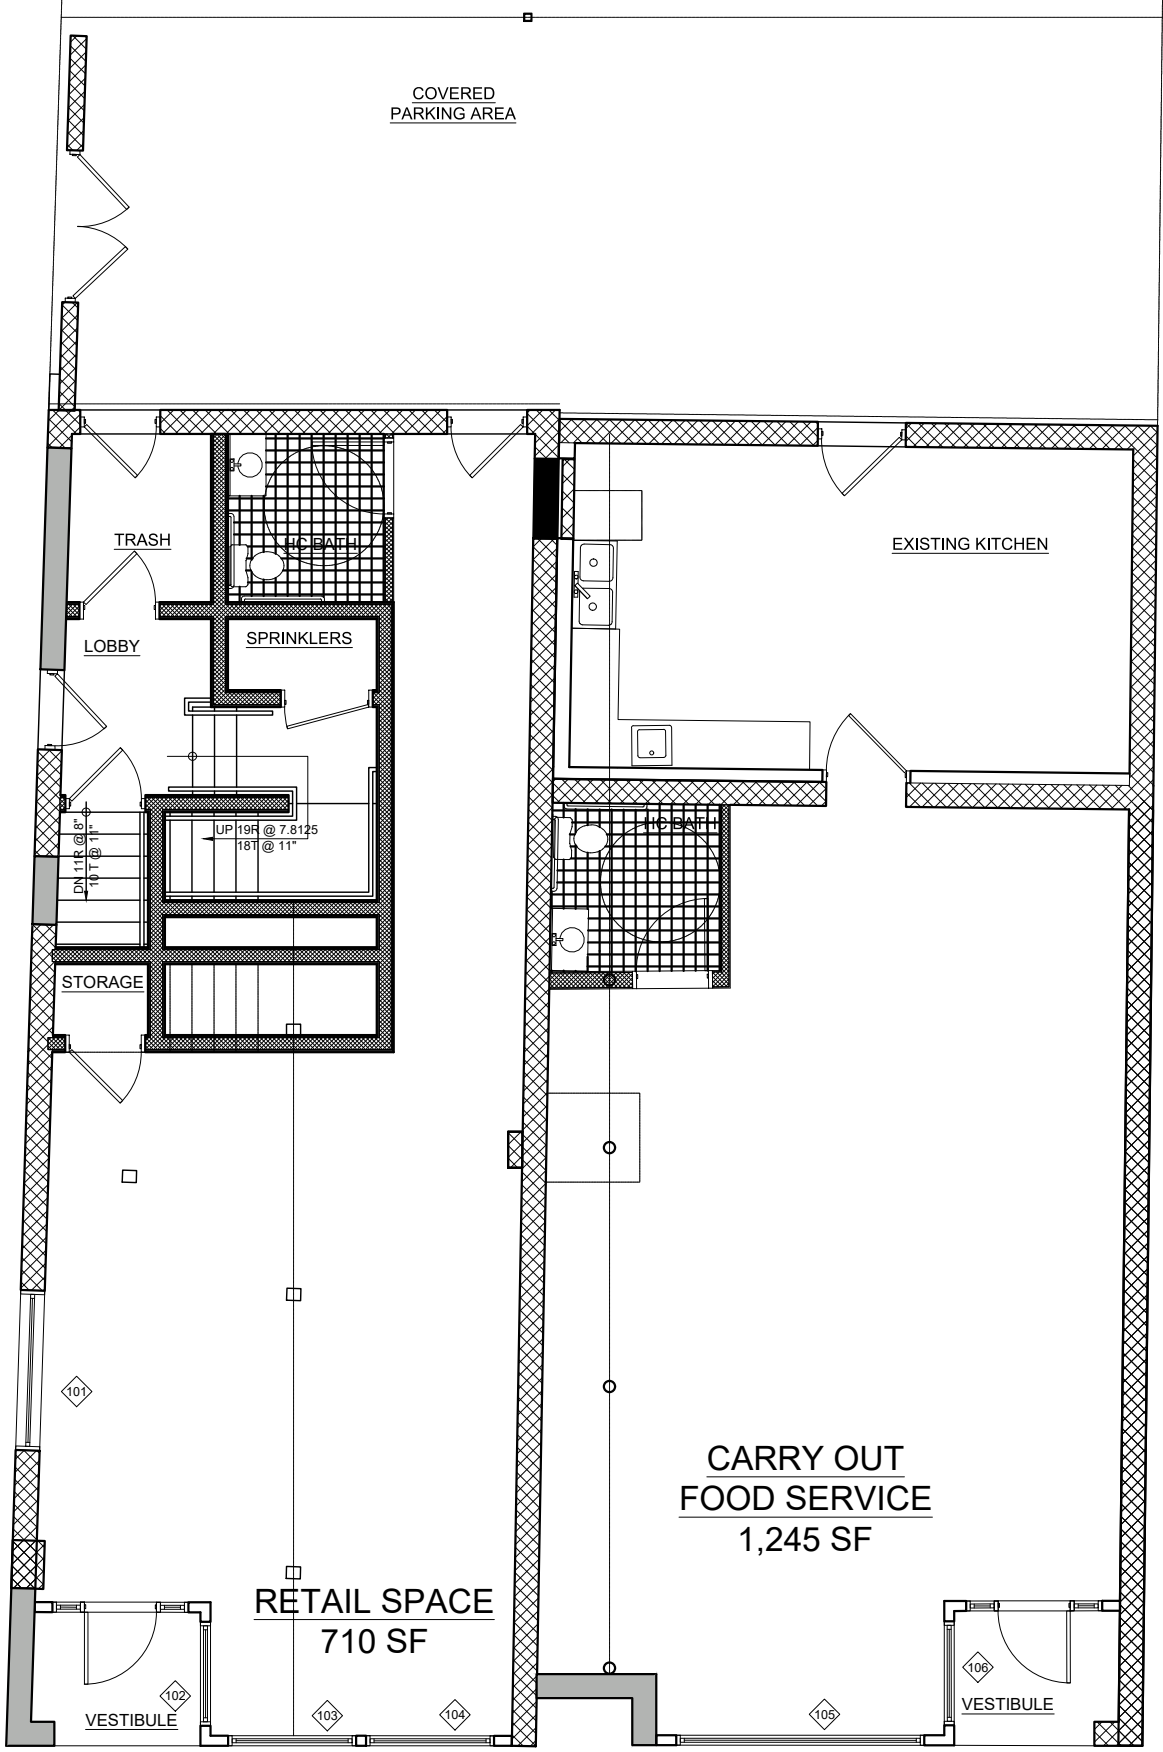 COVERED
PARKING AREA
TRASH
HC BATH
EXISTING KITCHEN
LOBBY
SPRINKLERS
HC BATH
UP 19R @ 7.8125
18T @ 11"
DN 11R @ 8"
10 T @ 11"
STORAGE
101
CARRY OUT
FOOD SERVICE
1,245 SF
RETAIL SPACE
710 SF
102
VESTIBULE
103
104
105
106
VESTIBULE